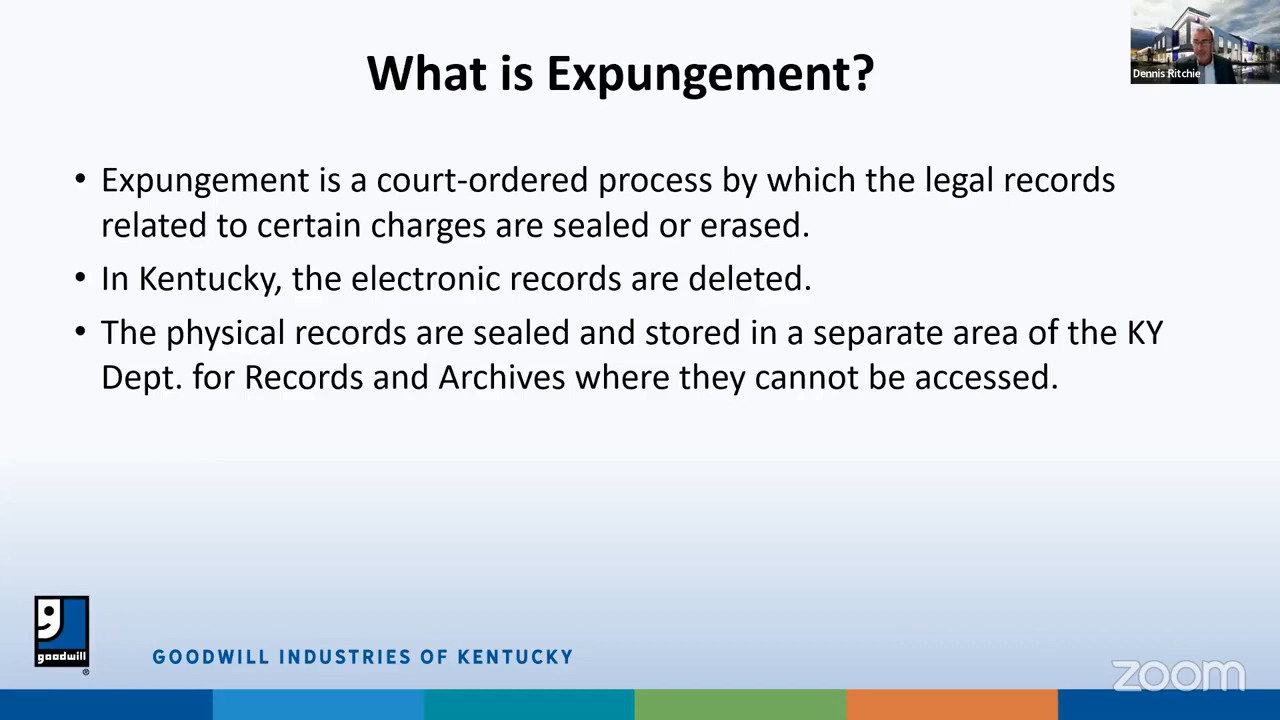 What is Expungement?
Dennis Ritchie
• Expungement is a court-ordered process by which the legal records
related to certain charges are sealed or erased.
• In Kentucky, the electronic records are deleted.
• The physical records are sealed and stored in a separate area of the KY
Dept. for Records and Archives where they cannot be accessed.
goodwill
®
GOODWILL INDUSTRIES OF KENTUCKY
zoom